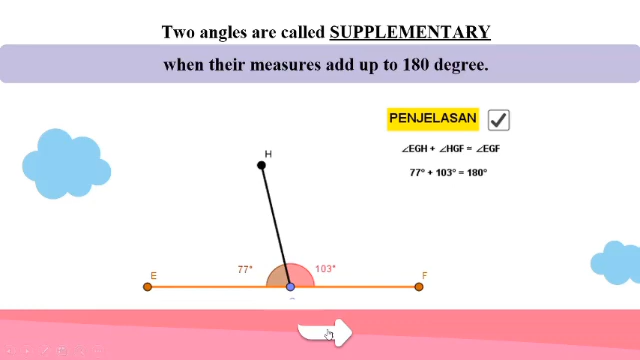 Two angles are called SUPPLEMENTARY
when their measures add up to 180 degree.
PENJELASAN
∠EGH + ∠HGF = ∠EGF
77° + 103° = 180°
H
77°
103°
E
F